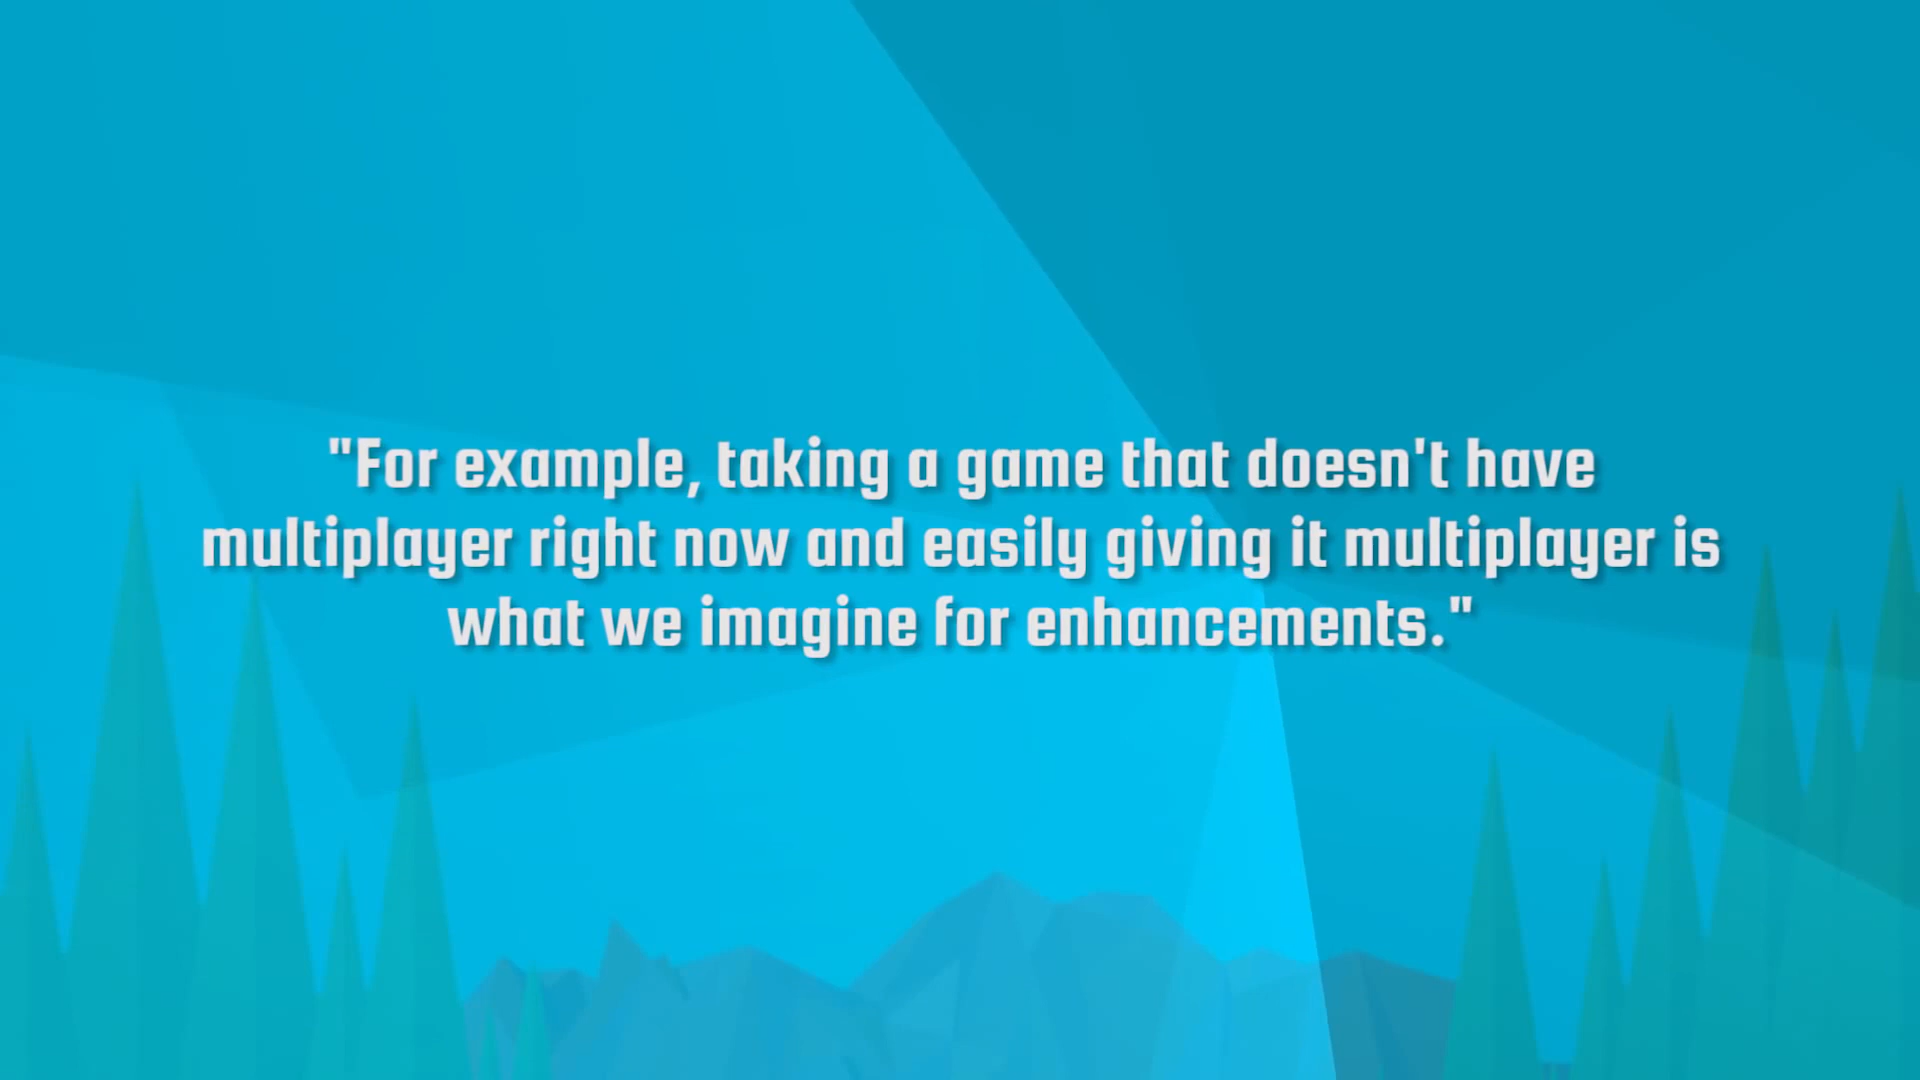 "For example, taking a game that doesn't have
multiplayer right now and easily giving it multiplayer is
what we imagine for enhancements."